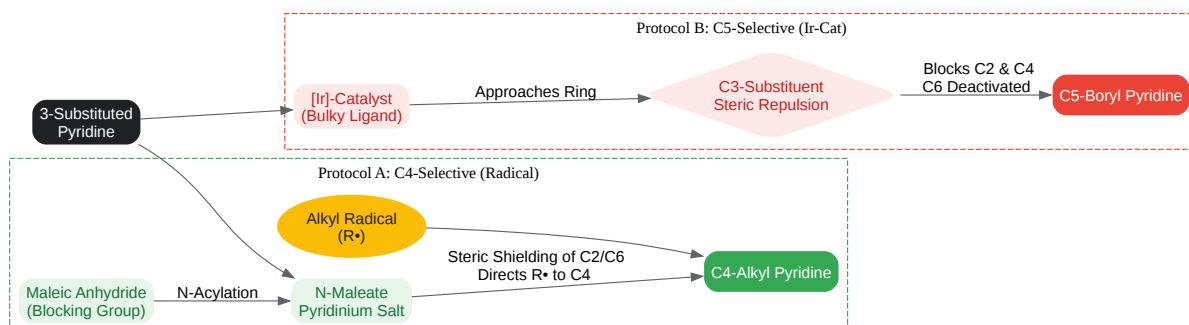 Protocol B: C5-Selective (Ir-Cat)
3-Substituted
Pyridine
[Ir]-Catalyst
(Bulky Ligand)
Approaches Ring
C3-Substituent
Steric Repulsion
Blocks C2 & C4
C6 Deactivated
C5-Boryl Pyridine
Protocol A: C4-Selective (Radical)
Alkyl Radical
(R•)
Maleic Anhydride
(Blocking Group)
N-Acylation
N-Maleate
Pyridinium Salt
Steric Shielding of C2/C6
Directs R• to C4
C4-Alkyl Pyridine